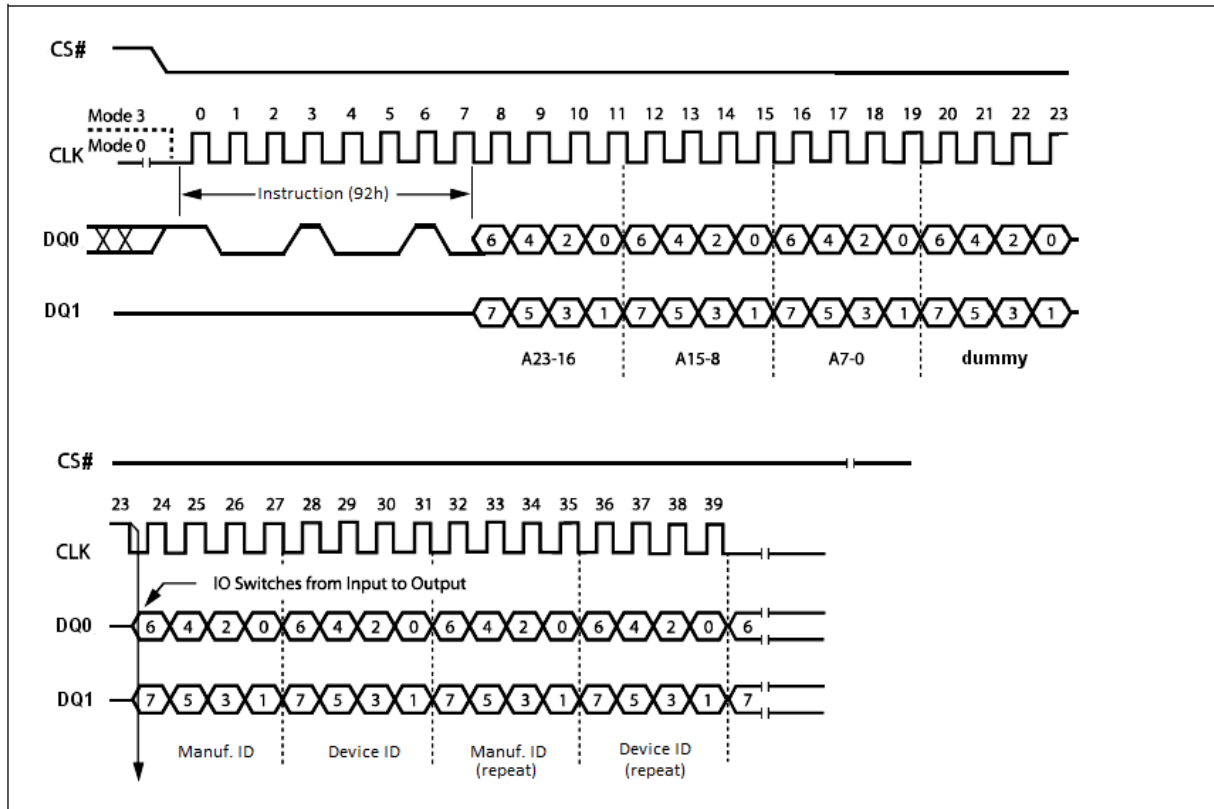 CS#
Mode 3
0 1 2 3 4 5 6 7 8 9 10 11 12 13 14 15 16 17 18 19 20 21 22 23
Mode 0
CLK
Instruction (92h)
DQ0 6 4 2 0 6 4 2 0 6 4 2 0 6 4 2 0
DQ1 7 5 3 1 7 5 3 1 7 5 3 1 7 5 3 1
A23-16 A15-8 A7-0 dummy
CS#
23 24 25 26 27 28 29 30 31 32 33 34 35 36 37 38 39
CLK
IO Switches from Input to Output
DQ0 6 4 2 0 6 4 2 0 6 4 2 0 6 4 2 0 6
DQ1 7 5 3 1 7 5 3 1 7 5 3 1 7 5 3 1 7
Manuf. ID Device ID Manuf. ID Device ID
(repeat) (repeat)